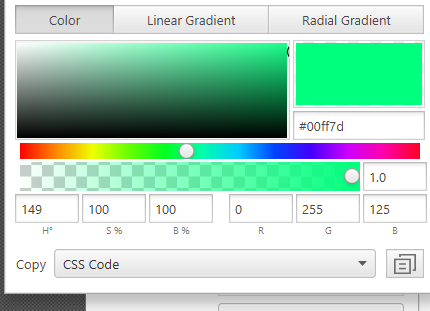 Color Linear Gradient Radial Gradient
#00ff7d
1.0
149 100 100 0 255 125
H° S % B % R G B
Copy CSS Code